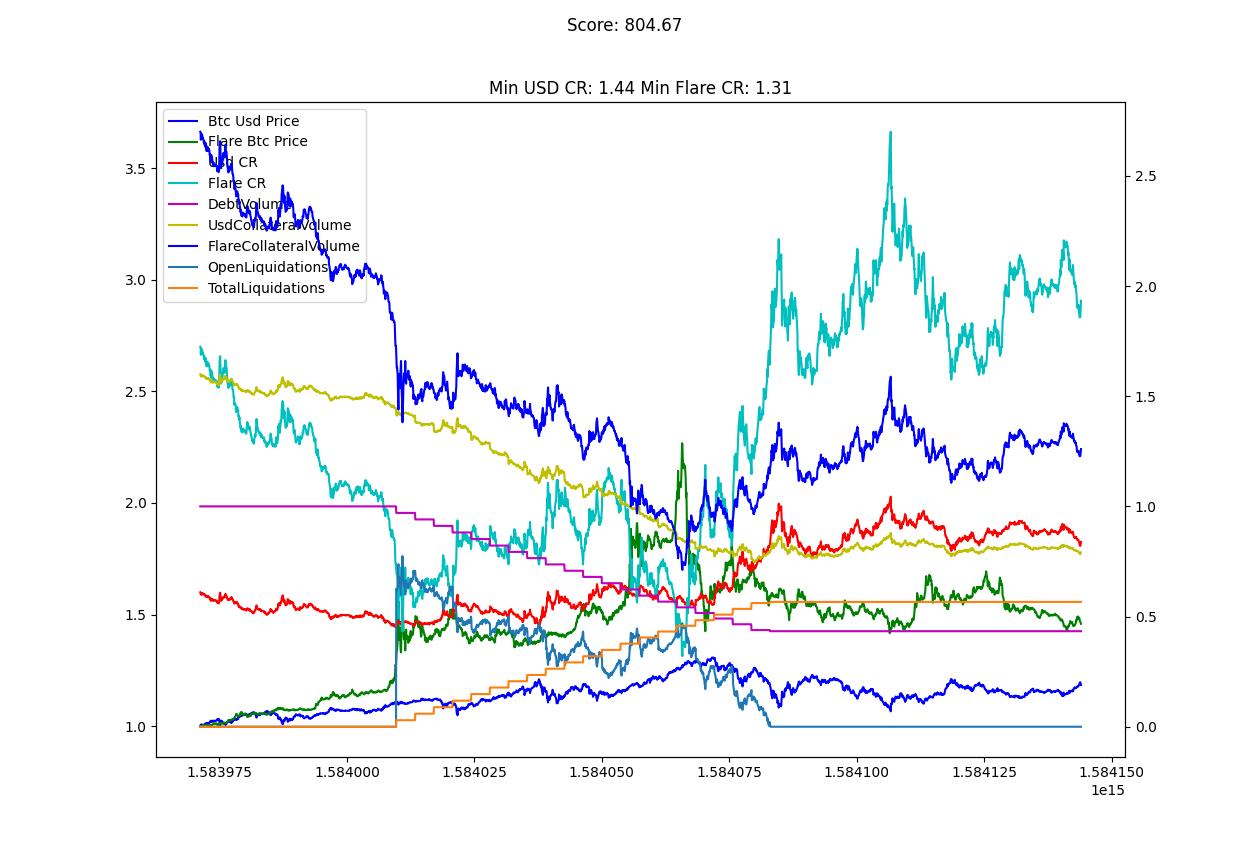 Score: 804.67
Min USD CR: 1.44 Min Flare CR: 1.31
Btc Usd Price
Flare Btc Price
Usd CR
Flare CR
DebtVolume
UsdCollateralVolume
FlareCollateralVolume
OpenLiquidations
TotalLiquidations
3.5
3.0
2.5
2.0
1.5
1.0
2.5
2.0
1.5
1.0
0.5
0.0
1.583975
1.584000
1.584025
1.584050
1.584075
1.584100
1.584125
1.584150
1e15